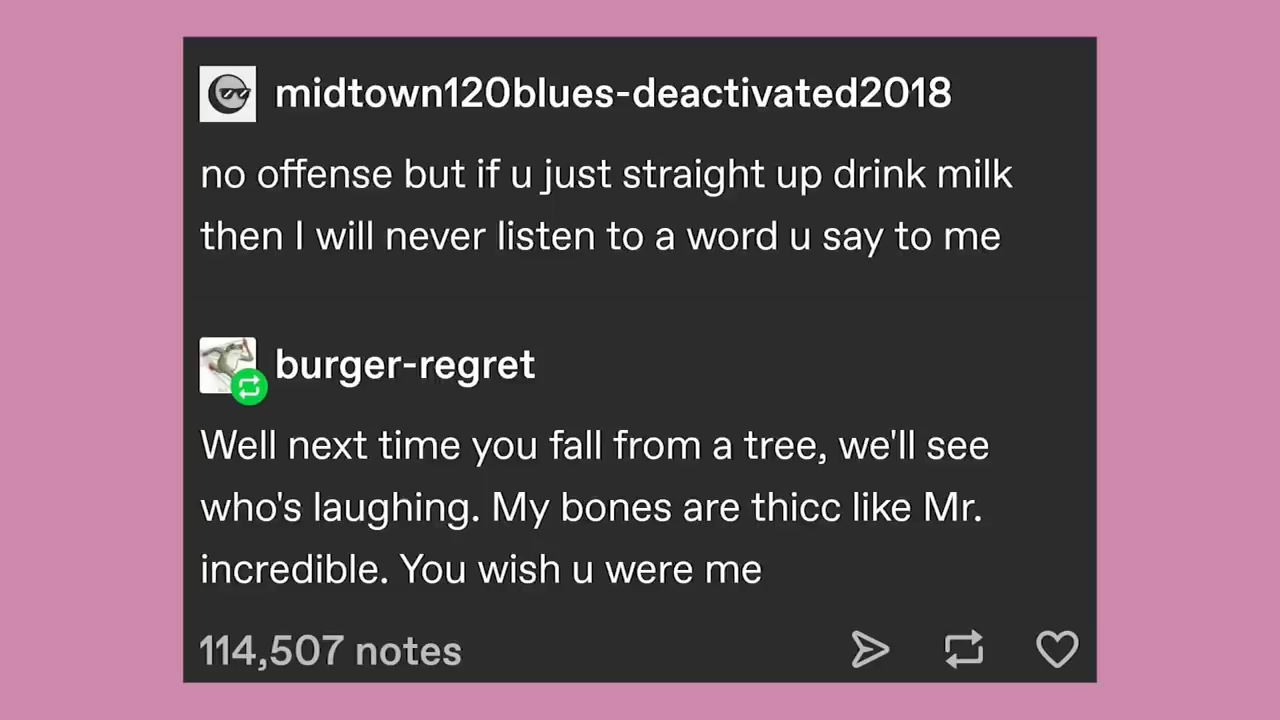 midtown120blues-deactivated2018
no offense but if u just straight up drink milk
then I will never listen to a word u say to me
burger-regret
Well next time you fall from a tree, we'll see
who's laughing. My bones are thicc like Mr.
incredible. You wish u were me
114,507 notes